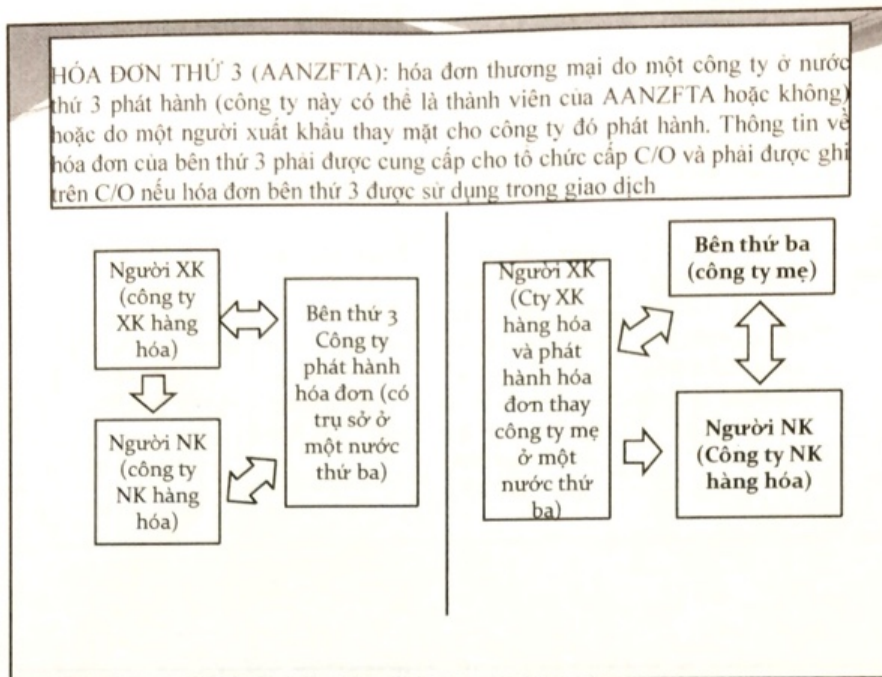 HÓA ĐƠN THỨ 3 (AANZFTA): hóa đơn thương mại do một công ty ở nước
thứ 3 phát hành (công ty này có thể là thành viên của AANZFTA hoặc không)
hoặc do một người xuất khẩu thay mặt cho công ty đó phát hành. Thông tin về
hóa đơn của bên thứ 3 phải được cung cấp cho tổ chức cấp C/O và phải được ghi
trên C/O nếu hóa đơn bên thứ 3 được sử dụng trong giao dịch
Người XK
(công ty
XK hàng
hóa)
Bên thứ 3
Công ty
phát hành
hóa đơn (có
trụ sở ở
một nước
thứ ba)
Người NK
(công ty
NK hàng
hóa)
Người XK
(Cty XK
hàng hóa
và phát
hành hóa
đơn thay
công ty mẹ
ở một
nước thứ
ba)
Bên thứ ba
(công ty mẹ)
Người NK
(Công ty NK
hàng hóa)